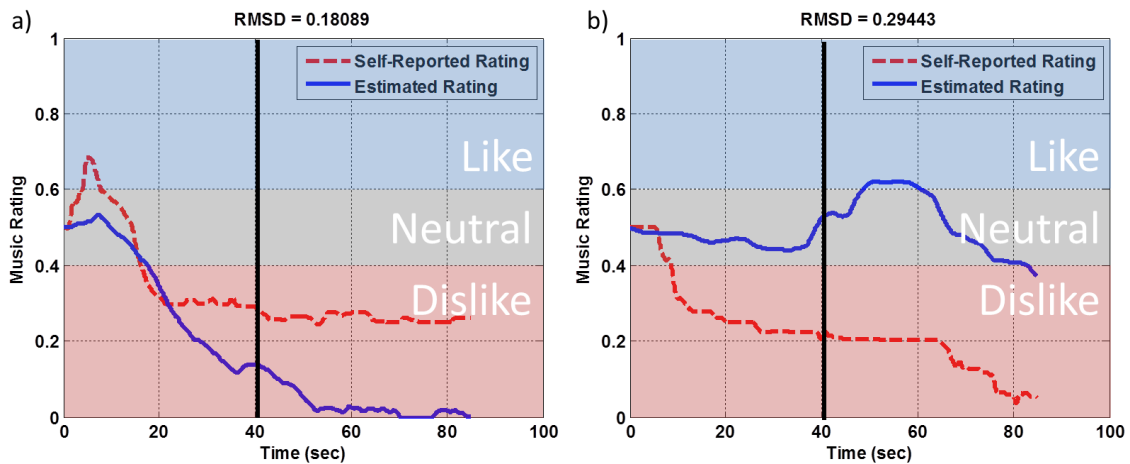 a)
RMSD = 0.18089
Self-Reported Rating
Estimated Rating
Like
Neutral
Dislike
Music Rating
1
0.8
0.6
0.4
0.2
0
0 20 40 60 80 100
Time (sec)
b)
RMSD = 0.29443
Self-Reported Rating
Estimated Rating
Like
Neutral
Dislike
Music Rating
1
0.8
0.6
0.4
0.2
0
0 20 40 60 80 100
Time (sec)